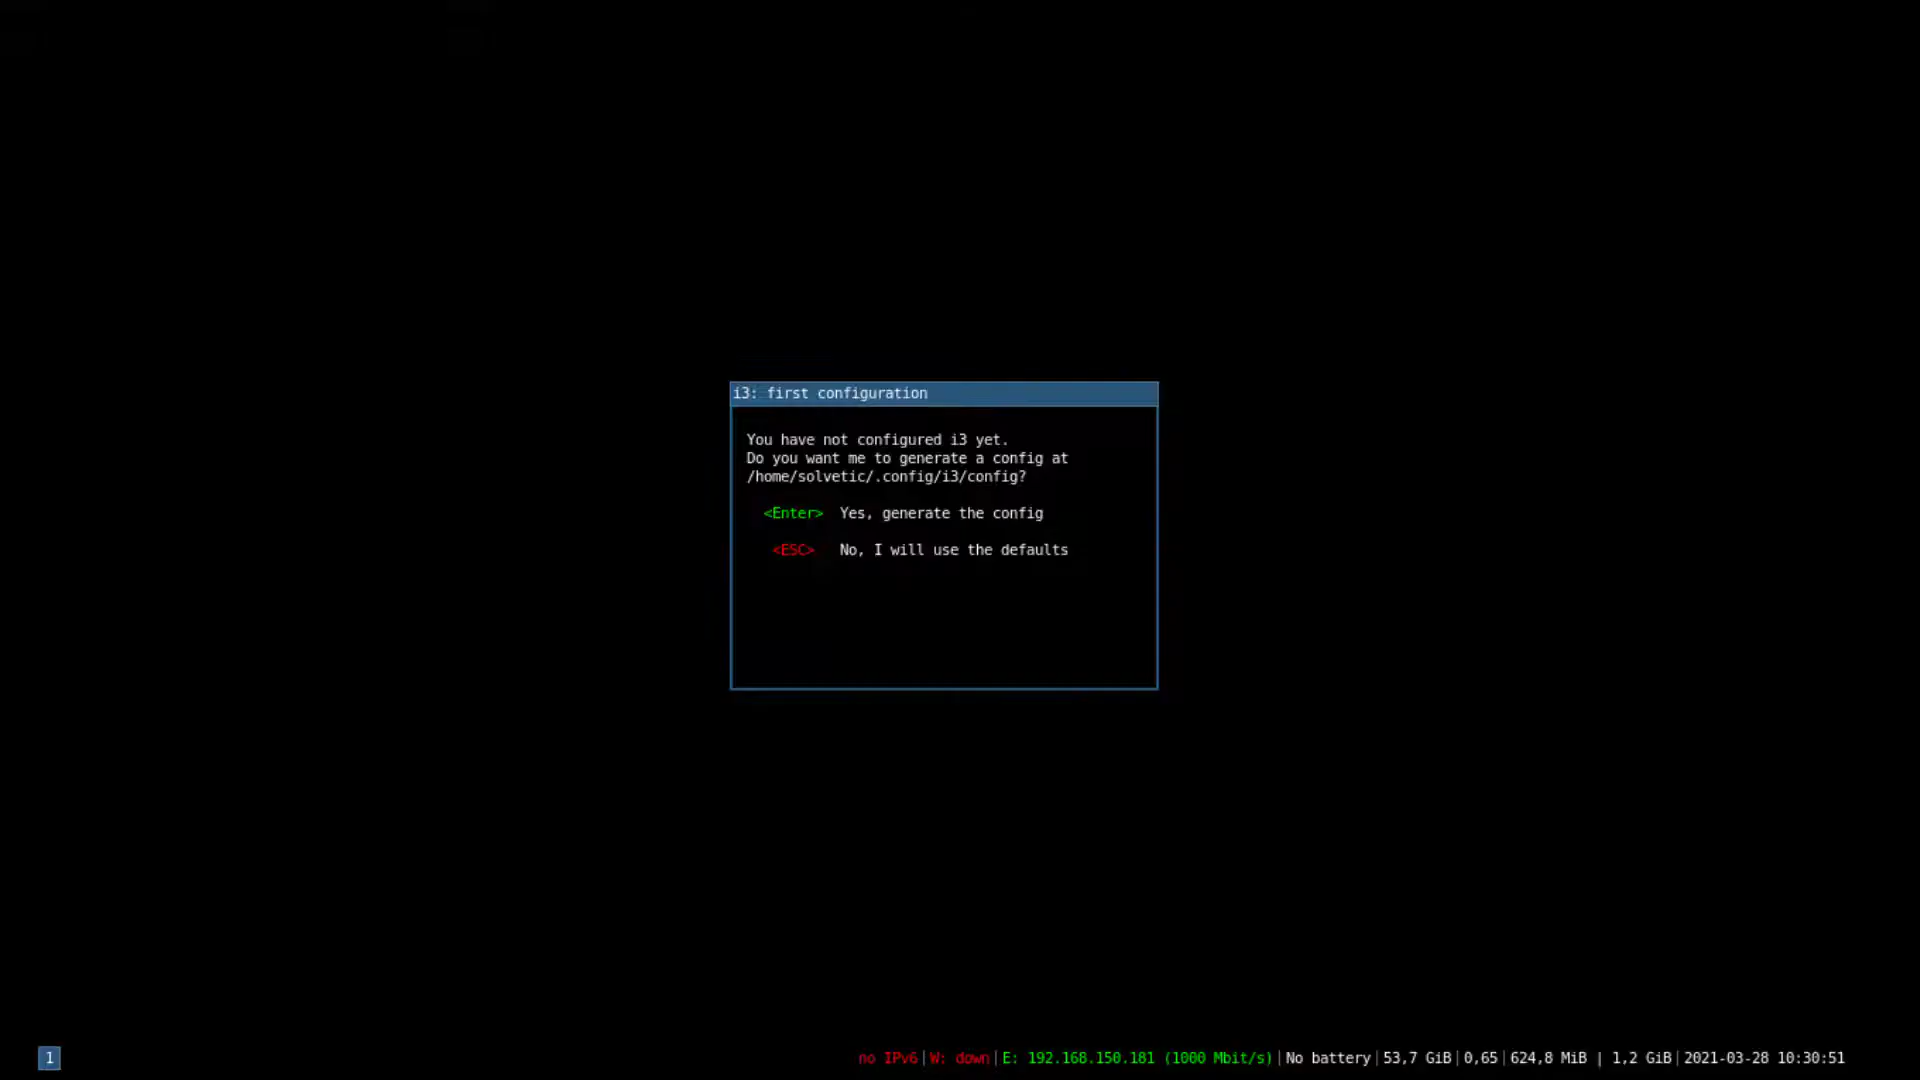 i3: first configuration
You have not configured i3 yet.
Do you want me to generate a config at
/home/solvetic/.config/i3/config?
<Enter> Yes, generate the config
<ESC> No, I will use the defaults
1
no IPv6|W: down|E: 192.168.150.181 (1000 Mbit/s)|No battery|53,7 GiB|0,65|624,8 MiB | 1,2 GiB|2021-03-28 10:30:51